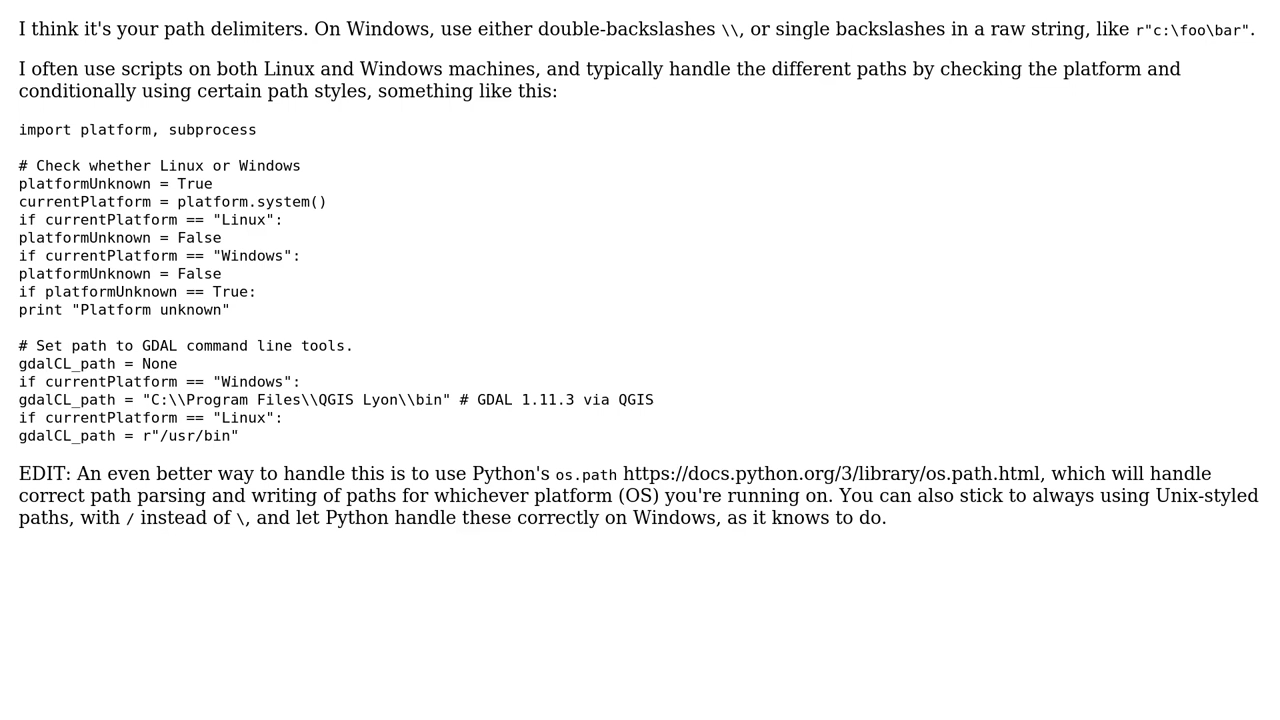 I think it's your path delimiters. On Windows, use either double-backslashes \\, or single backslashes in a raw string, like r"c:\foo\bar".
I often use scripts on both Linux and Windows machines, and typically handle the different paths by checking the platform and
conditionally using certain path styles, something like this:
import platform, subprocess
# Check whether Linux or Windows
platformUnknown = True
currentPlatform = platform.system()
if currentPlatform == "Linux":
platformUnknown = False
if currentPlatform == "Windows":
platformUnknown = False
if platformUnknown == True:
print "Platform unknown"
# Set path to GDAL command line tools.
gdalCL_path = None
if currentPlatform == "Windows":
gdalCL_path = "C:\\Program Files\\QGIS Lyon\\bin" # GDAL 1.11.3 via QGIS
if currentPlatform == "Linux":
gdalCL_path = r"/usr/bin"
EDIT: An even better way to handle this is to use Python's os.path https://docs.python.org/3/library/os.path.html, which will handle
correct path parsing and writing of paths for whichever platform (OS) you're running on. You can also stick to always using Unix-styled
paths, with / instead of \, and let Python handle these correctly on Windows, as it knows to do.